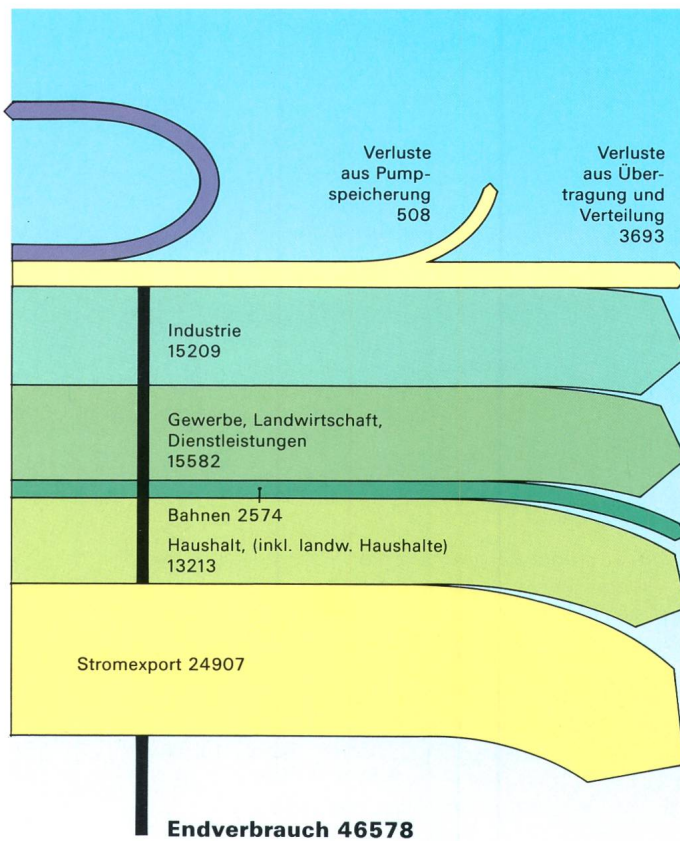 Verluste
aus Pump-
speicherung
508
Verluste
aus Über-
tragung und
Verteilung
3693
Industrie
15209
Gewerbe, Landwirtschaft,
Dienstleistungen
15582
Bahnen 2574
Haushalt, (inkl. landw. Haushalte)
13213
Stromexport 24907
Endverbrauch 46578